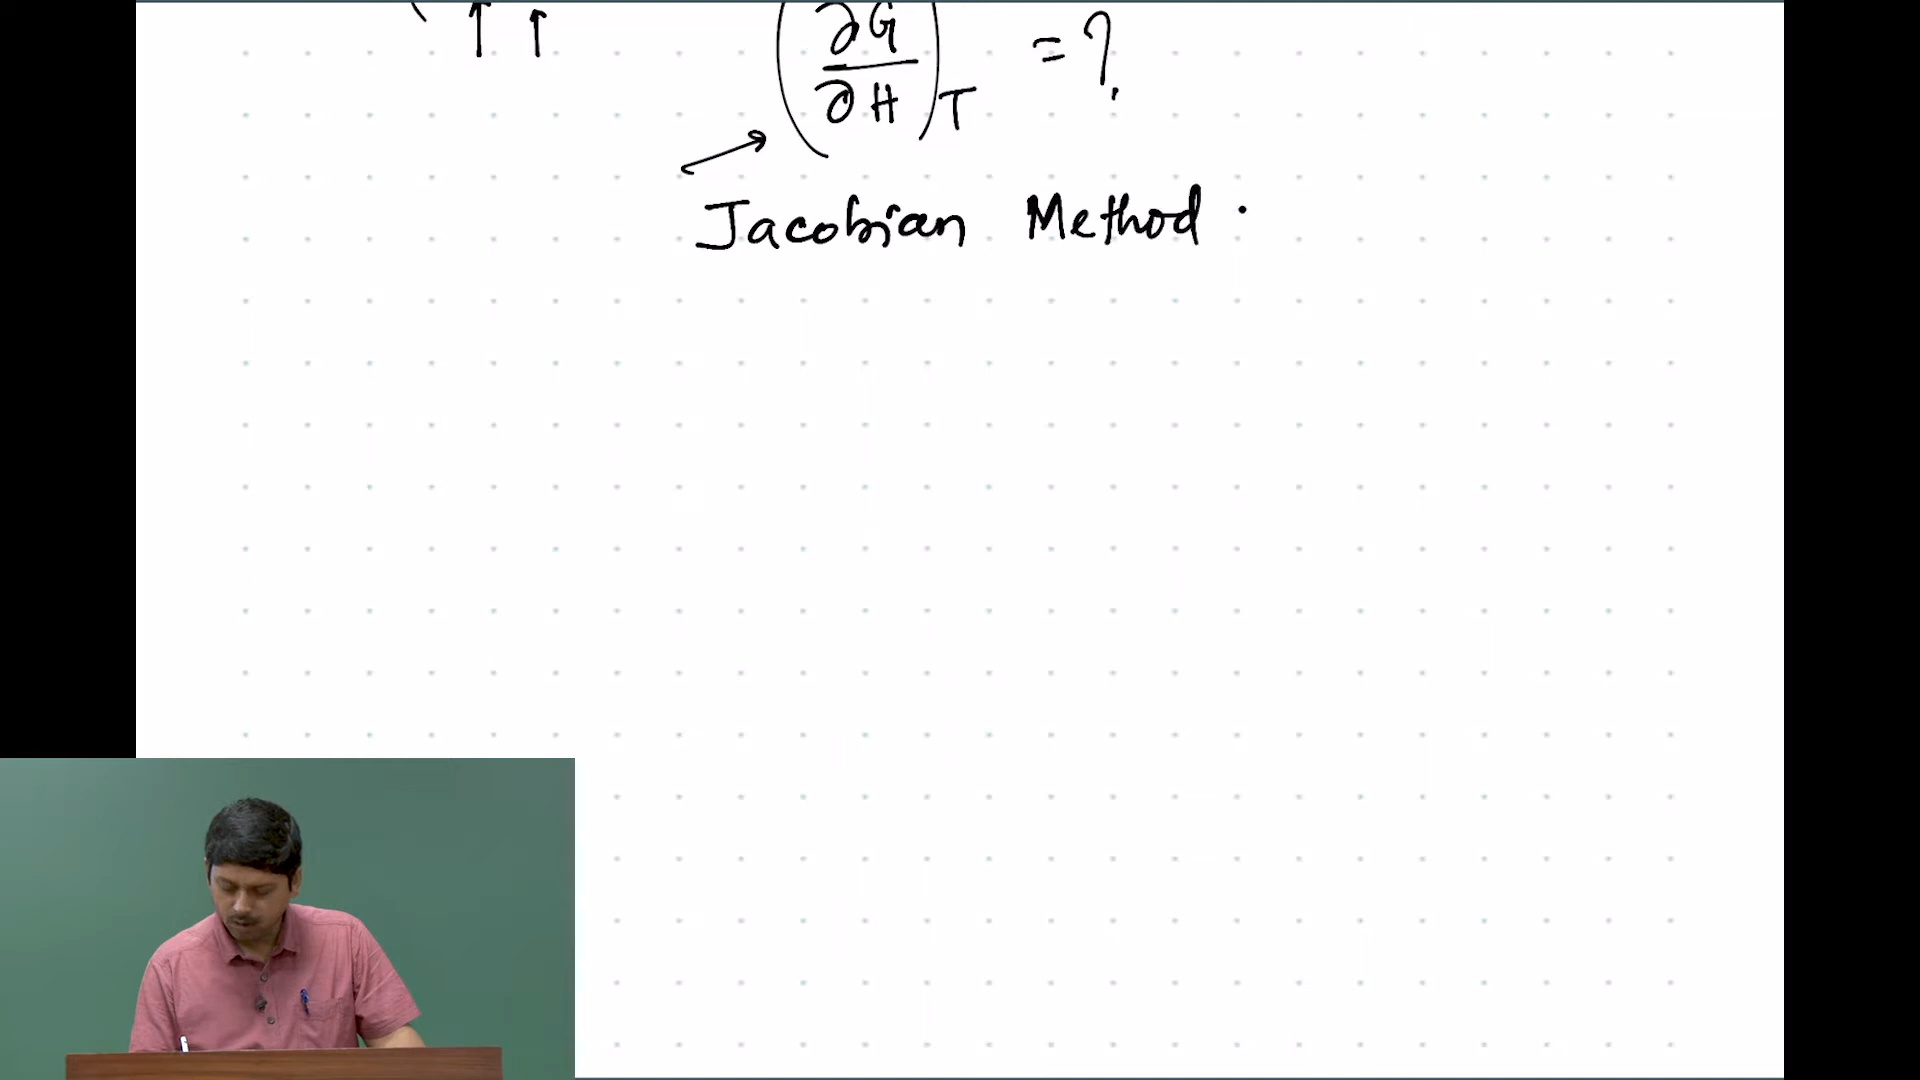 (∂G/∂H)_T = ?
Jacobian Method .